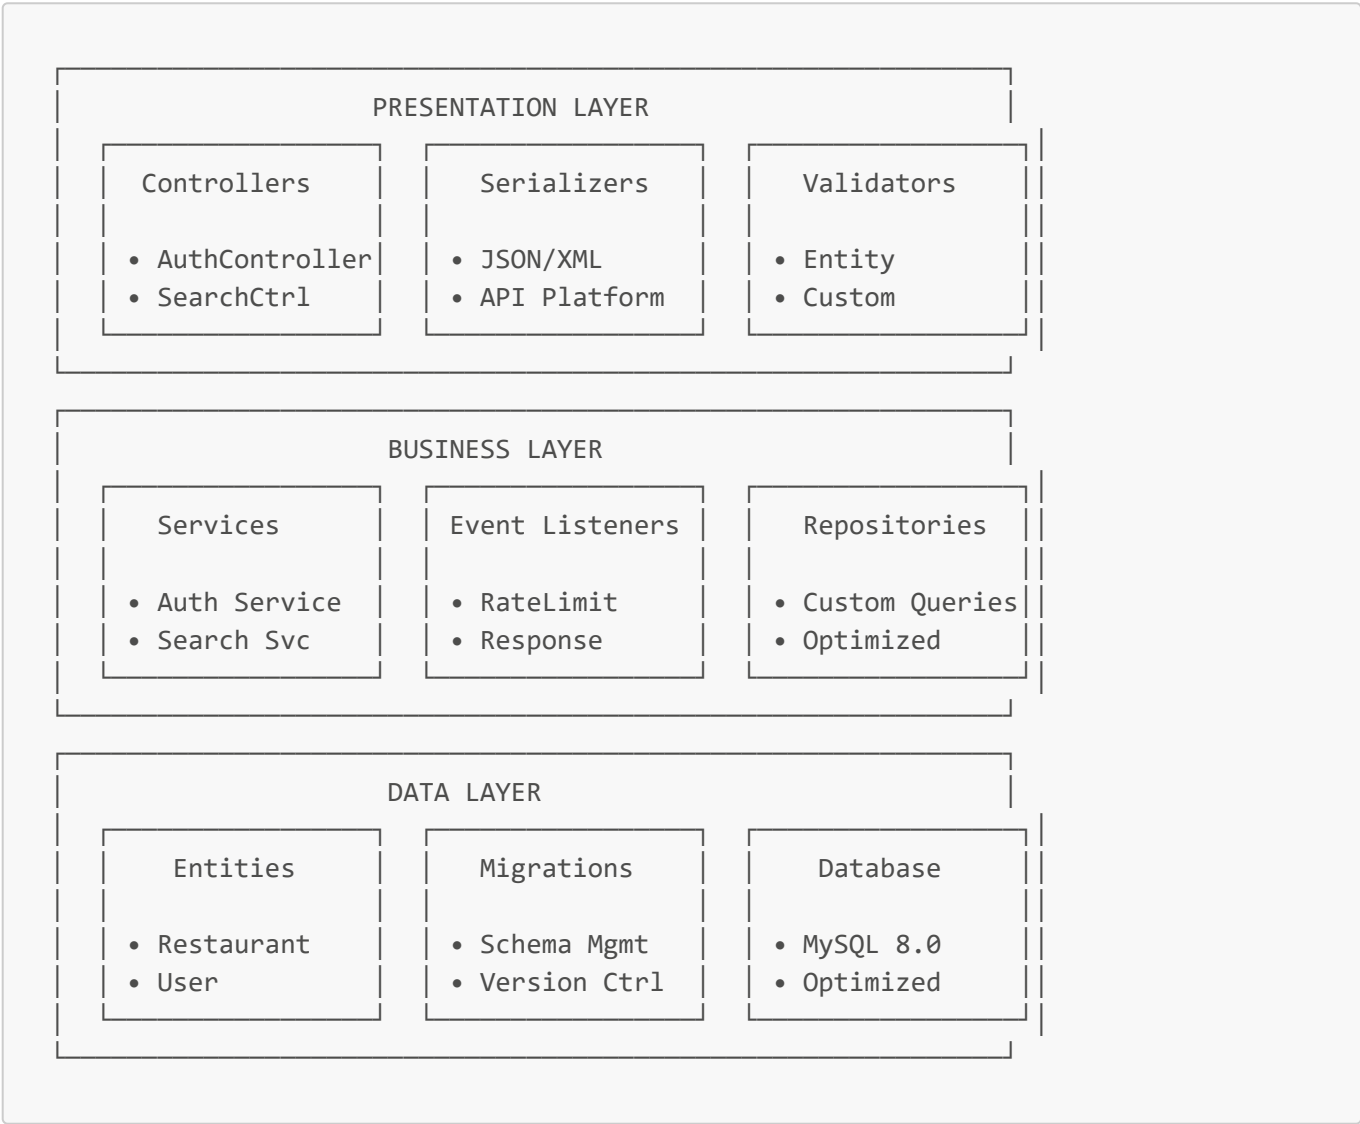 PRESENTATION LAYER
Controllers Serializers Validators
• AuthController • JSON/XML • Entity
• SearchCtrl • API Platform • Custom
BUSINESS LAYER
Services Event Listeners Repositories
• Auth Service • RateLimit • Custom Queries
• Search Svc • Response • Optimized
DATA LAYER
Entities Migrations Database
• Restaurant • Schema Mgmt • MySQL 8.0
• User • Version Ctrl • Optimized